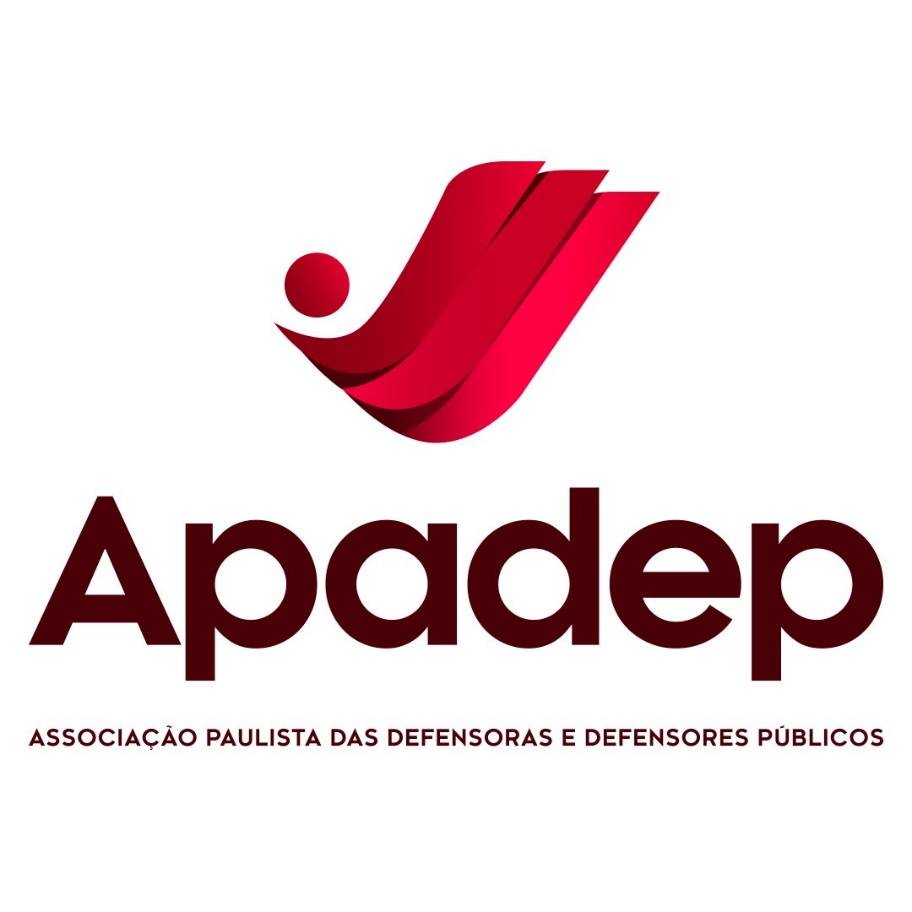 Apadep
ASSOCIAÇÃO PAULISTA DAS DEFENSORAS E DEFENSORES PÚBLICOS